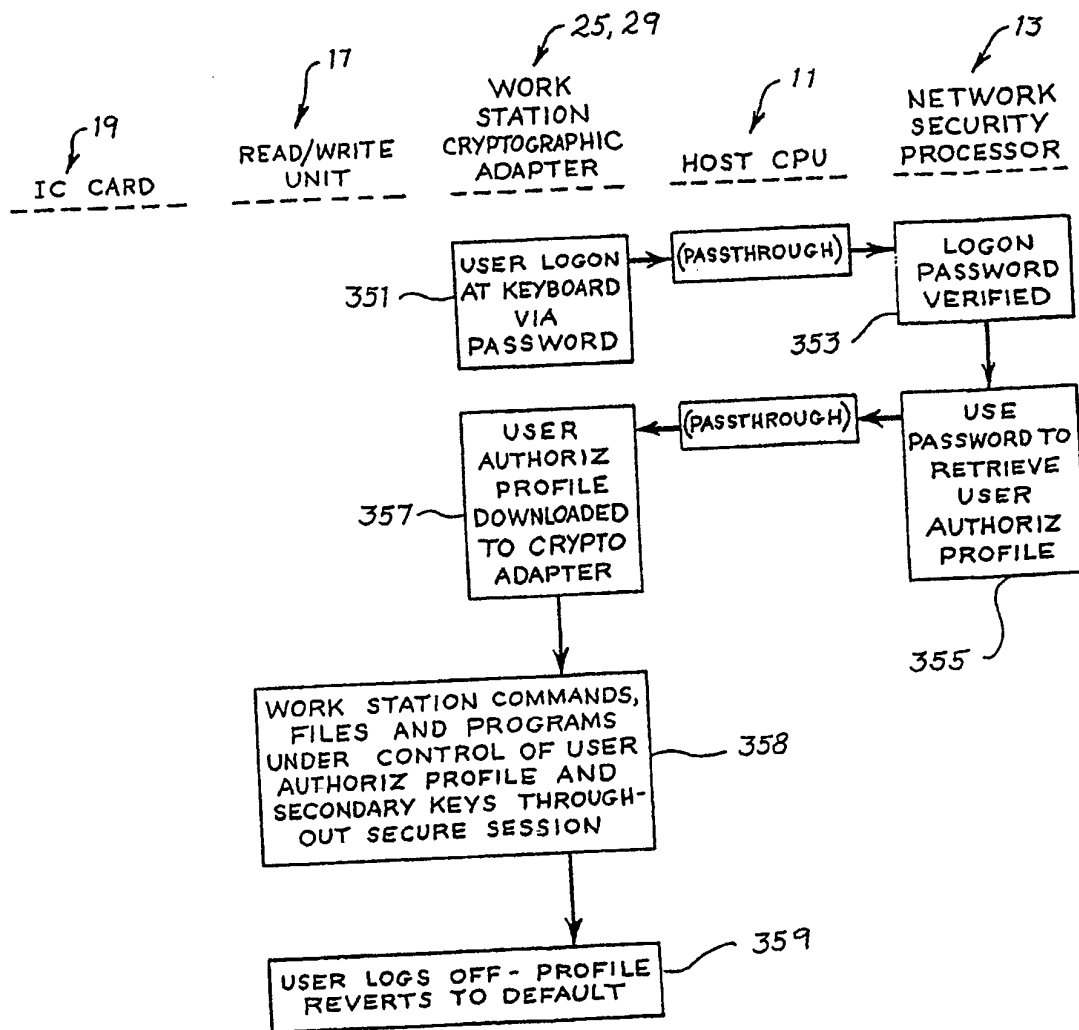 19
IC CARD
17
READ/WRITE
UNIT
25, 29
WORK
STATION
CRYPTOGRAPHIC
ADAPTER
11
HOST CPU
13
NETWORK
SECURITY
PROCESSOR
351
USER LOGON
AT KEYBOARD
VIA
PASSWORD
(PASSTHROUGH)
LOGON
PASSWORD
VERIFIED
353
357
USER
AUTHORIZ
PROFILE
DOWNLOADED
TO CRYPTO
ADAPTER
(PASSTHROUGH)
USE
PASSWORD TO
RETRIEVE
USER
AUTHORIZ
PROFILE
355
WORK STATION COMMANDS,
FILES AND PROGRAMS
UNDER CONTROL OF USER
AUTHORIZ PROFILE AND
SECONDARY KEYS THROUGH-
OUT SECURE SESSION
358
USER LOGS OFF - PROFILE
REVERTS TO DEFAULT
359